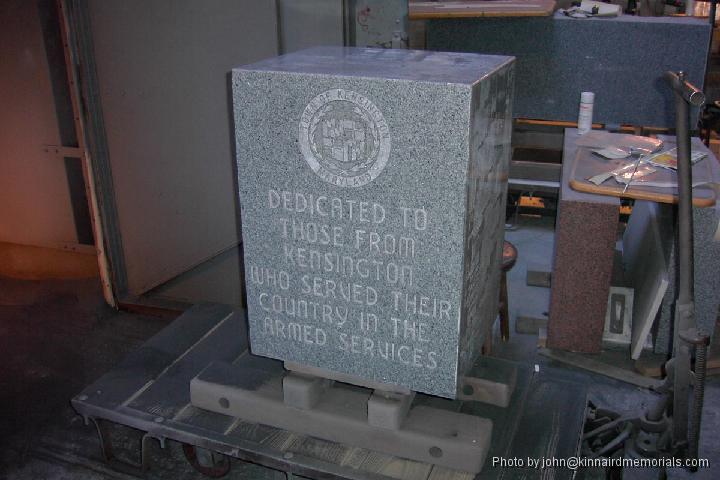 TOWN OF KENSINGTON
MARYLAND
DEDICATED TO
THOSE FROM
KENSINGTON
WHO SERVED THEIR
COUNTRY IN THE
ARMED SERVICES
Photo by john@kinnairdmemorials.com